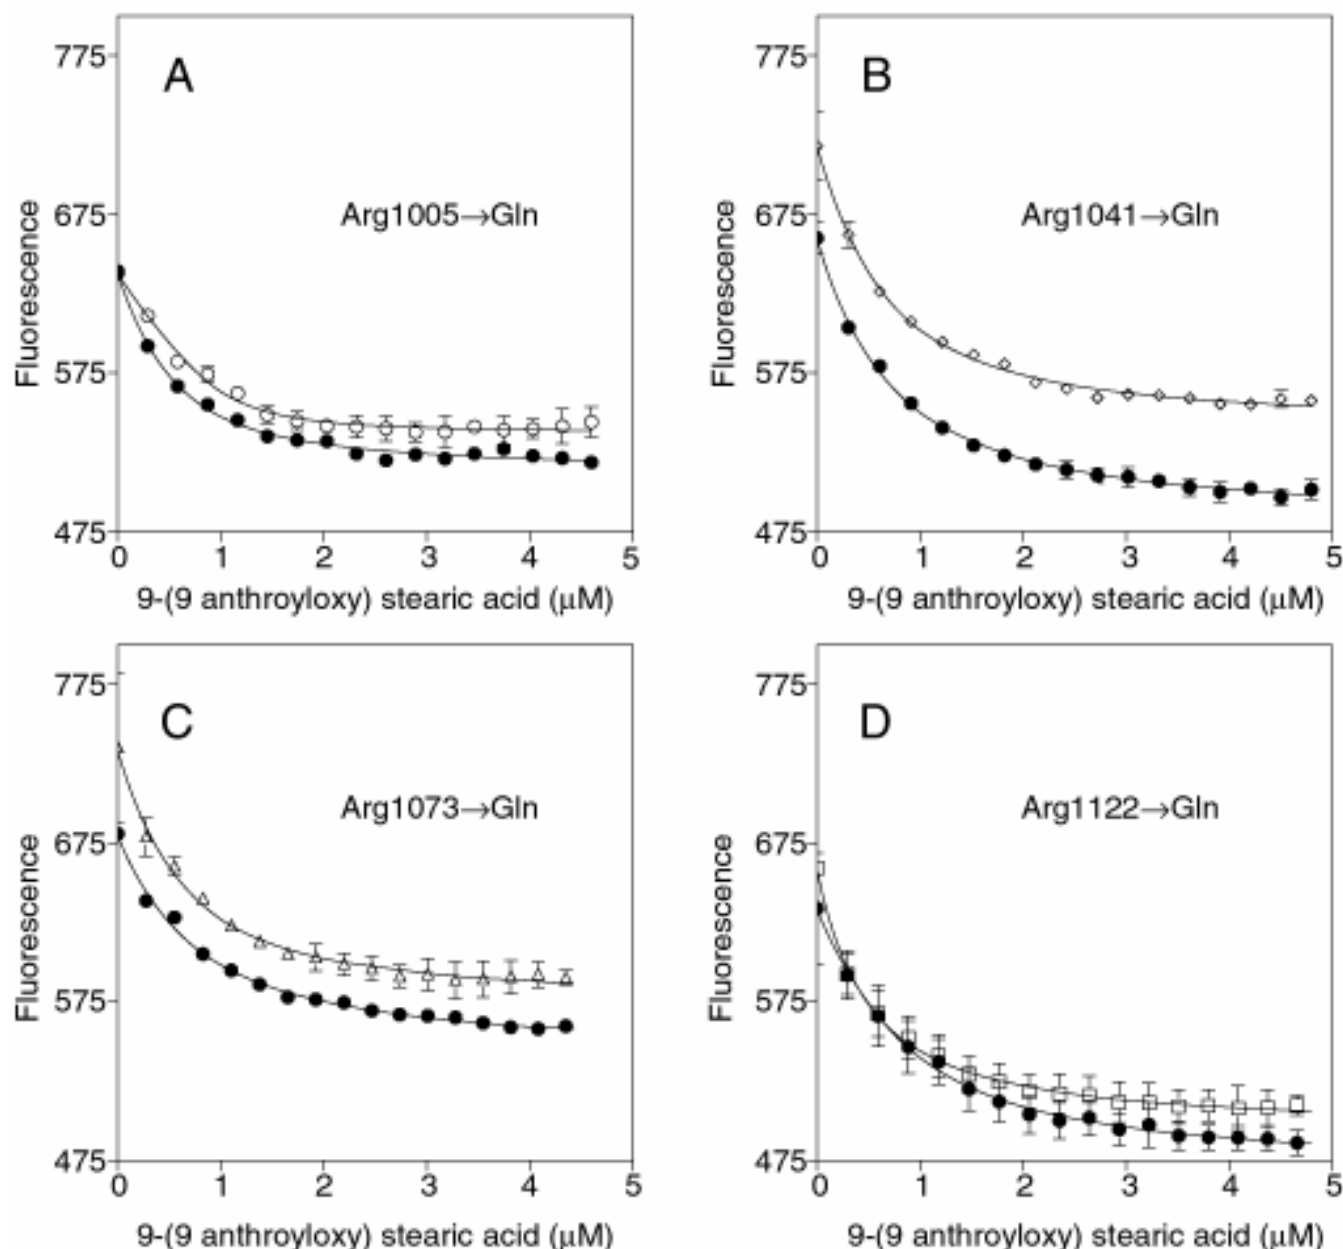 A
775
675
575
475
Fluorescence
Arg1005→Gln
0 1 2 3 4 5
9-(9 anthroyloxy) stearic acid (μM)
B
775
675
575
475
Fluorescence
Arg1041→Gln
0 1 2 3 4 5
9-(9 anthroyloxy) stearic acid (μM)
C
775
675
575
475
Fluorescence
Arg1073→Gln
0 1 2 3 4 5
9-(9 anthroyloxy) stearic acid (μM)
D
775
675
575
475
Fluorescence
Arg1122→Gln
0 1 2 3 4 5
9-(9 anthroyloxy) stearic acid (μM)